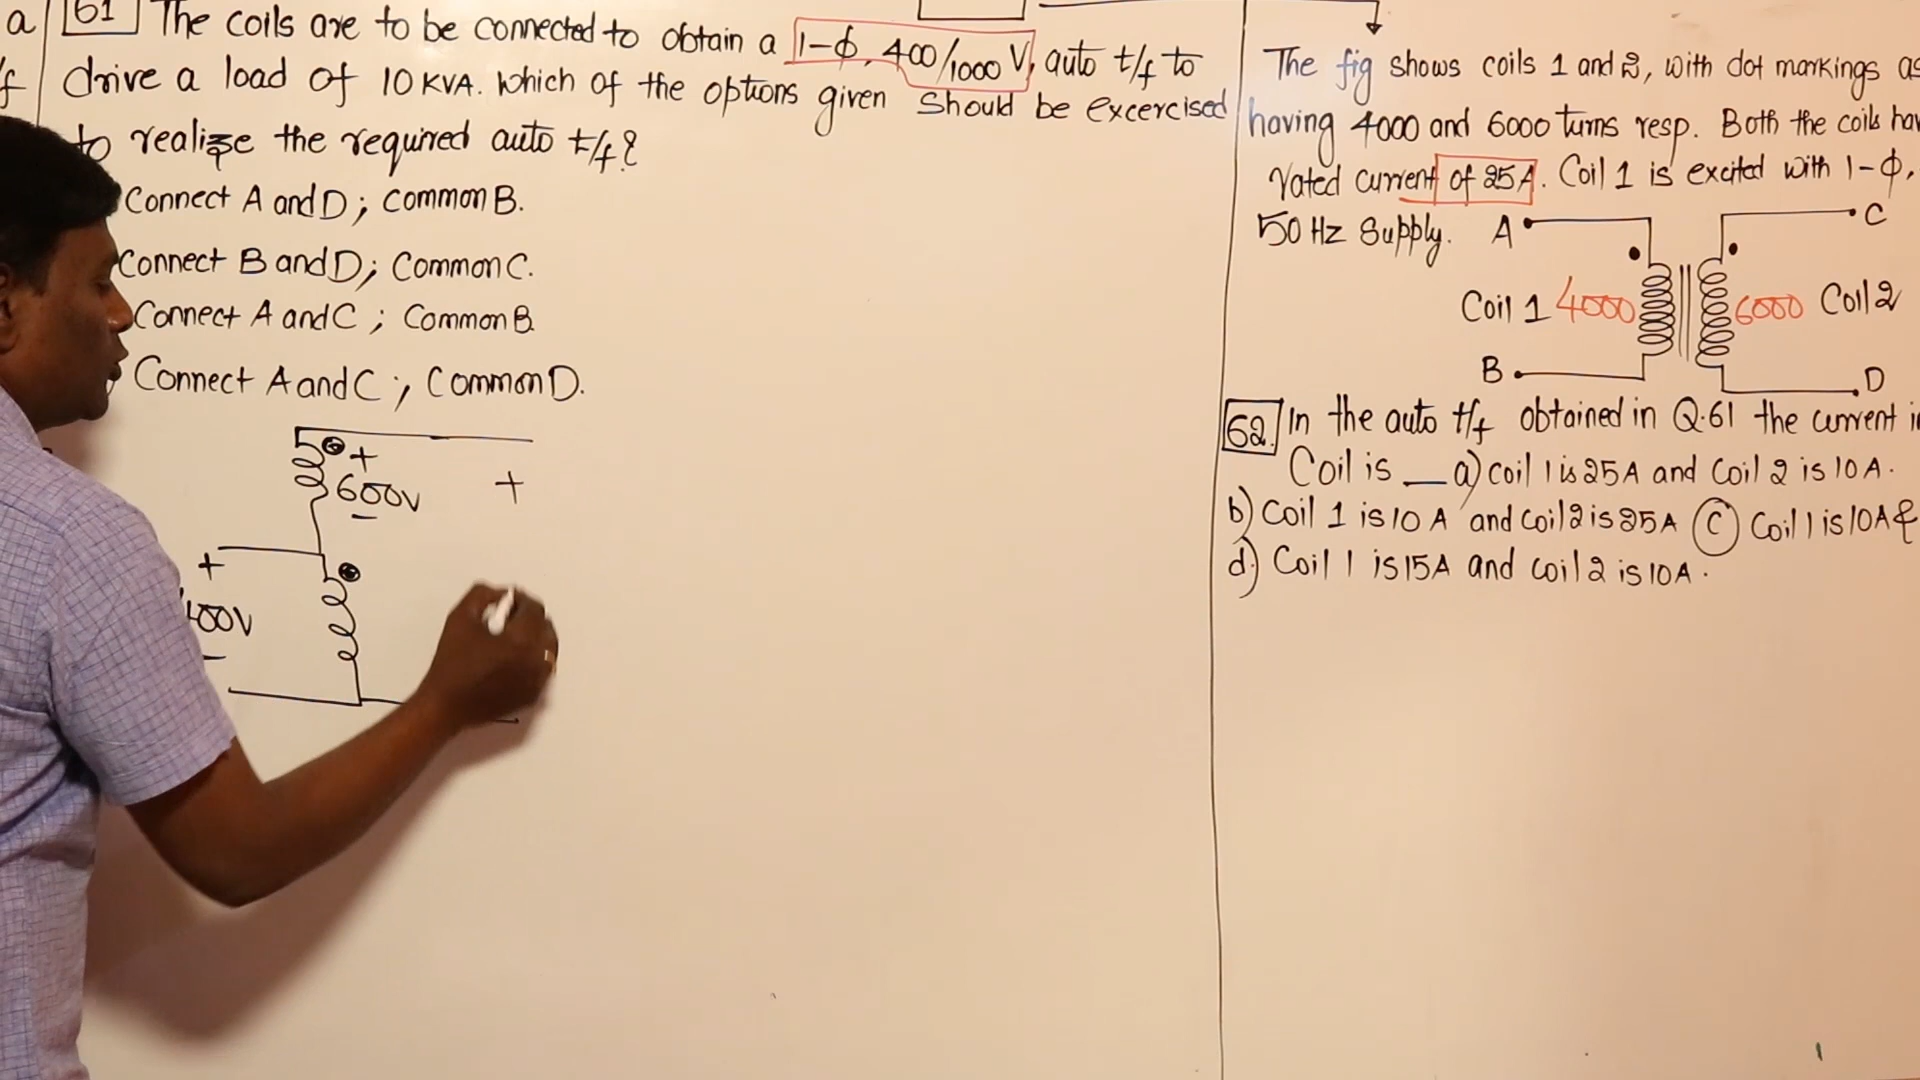 a
61 The coils are to be connected to obtain a 1-ϕ, 400/1000 V, auto t/f to
drive a load of 10 KVA. Which of the options given should be excercised
to realize the required auto t/f?
Connect A and D; Common B.
Connect B and D; Common C.
Connect A and C; Common B
Connect A and C; Common D.
+
600V
-
+
+
400V
-
The fig shows coils 1 and 2, with dot markings as
having 4000 and 6000 turns resp. Both the coils hav
rated current of 25A. Coil 1 is excited with 1-ϕ,
50 Hz Supply.
A
C
Coil 1 4000
6000 Coil 2
B
D
62. In the auto t/f obtained in Q.61 the current i
Coil is __ a) coil 1 is 25A and Coil 2 is 10A.
b) Coil 1 is 10 A and coil 2 is 25A (C) Coil 1 is 10A &
d) Coil 1 is 15A and coil 2 is 10A.